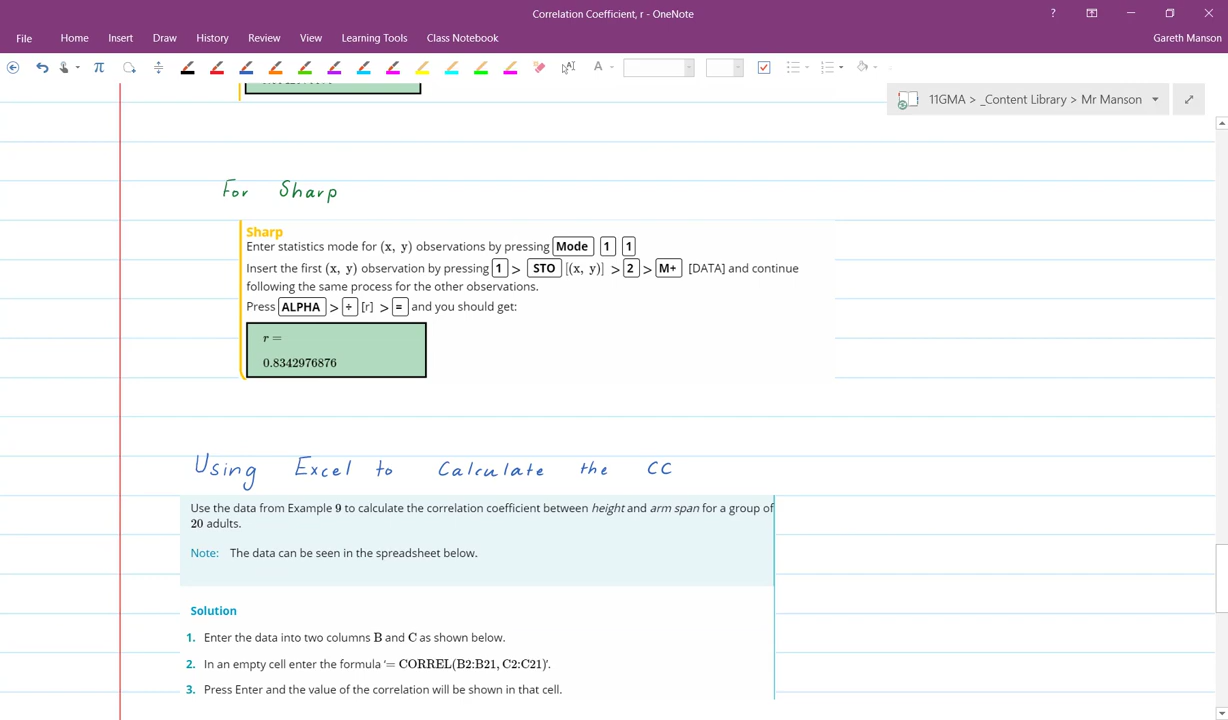 Correlation Coefficient, r - OneNote
?
File Home Insert Draw History Review View Learning Tools Class Notebook Gareth Manson
11GMA > _Content Library > Mr Manson
For Sharp
Sharp
Enter statistics mode for (x, y) observations by pressing Mode 1 1
Insert the first (x, y) observation by pressing 1 > STO [(x, y)] > 2 > M+ [DATA] and continue
following the same process for the other observations.
Press ALPHA > ÷ [r] > = and you should get:
r =
0.8342976876
Using Excel to Calculate the CC
Use the data from Example 9 to calculate the correlation coefficient between height and arm span for a group of
20 adults.
Note: The data can be seen in the spreadsheet below.
Solution
1. Enter the data into two columns B and C as shown below.
2. In an empty cell enter the formula '= CORREL(B2:B21, C2:C21)'.
3. Press Enter and the value of the correlation will be shown in that cell.